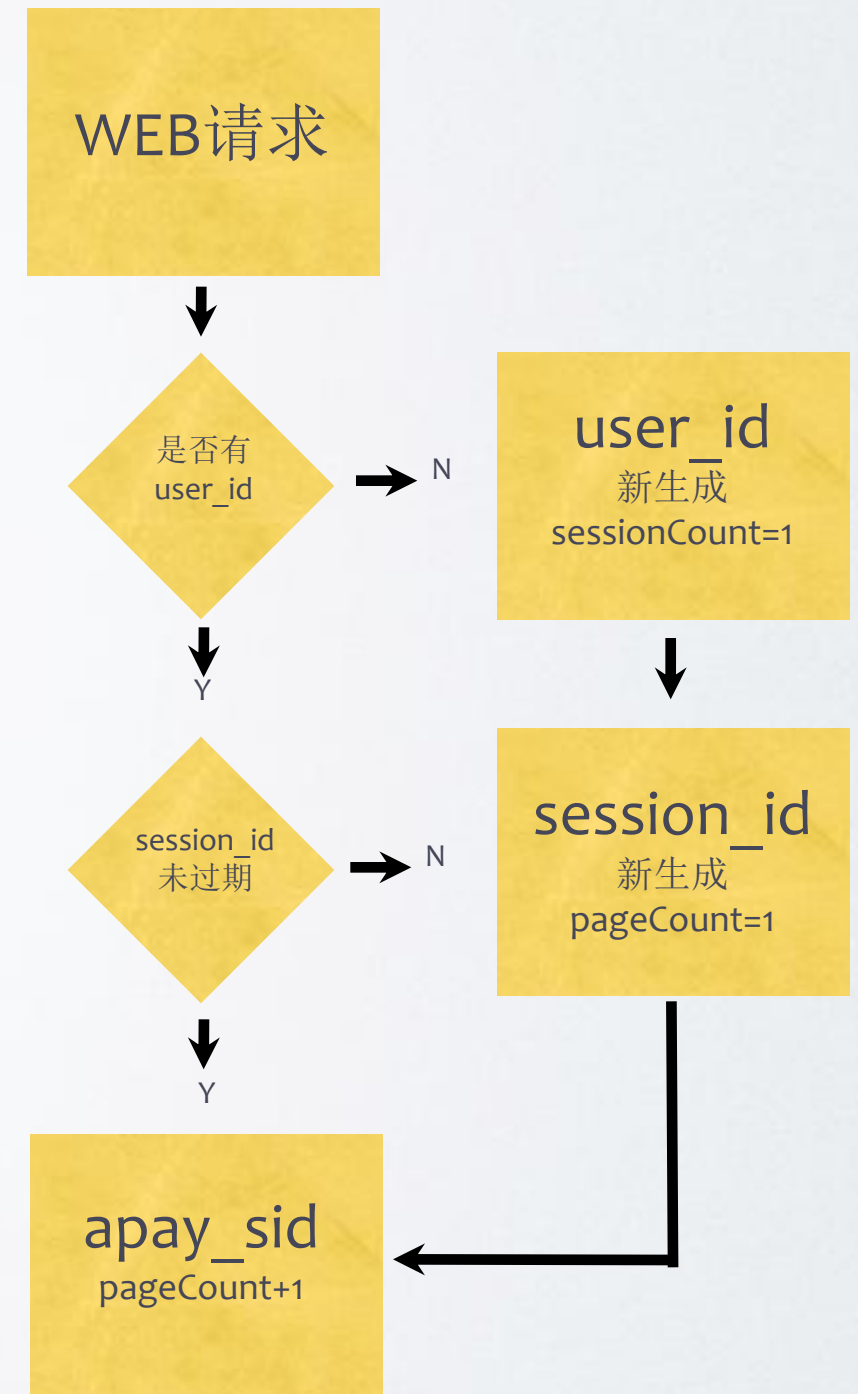 WEB请求
是否有
user_id
N
user_id
新生成
sessionCount=1
Y
session_id
未过期
N
session_id
新生成
pageCount=1
Y
apay_sid
pageCount+1